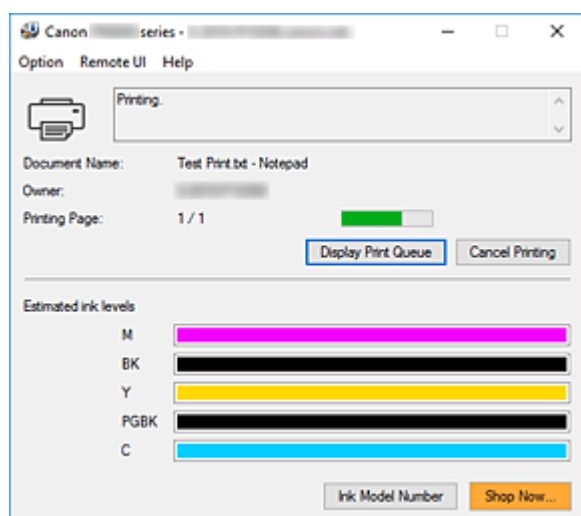 Canon series -
Option Remote UI Help
Printing.
Document Name: Test Print.txt - Notepad
Owner:
Printing Page: 1 / 1
Display Print Queue Cancel Printing
Estimated ink levels
M
BK
Y
PGBK
C
Ink Model Number Shop Now...